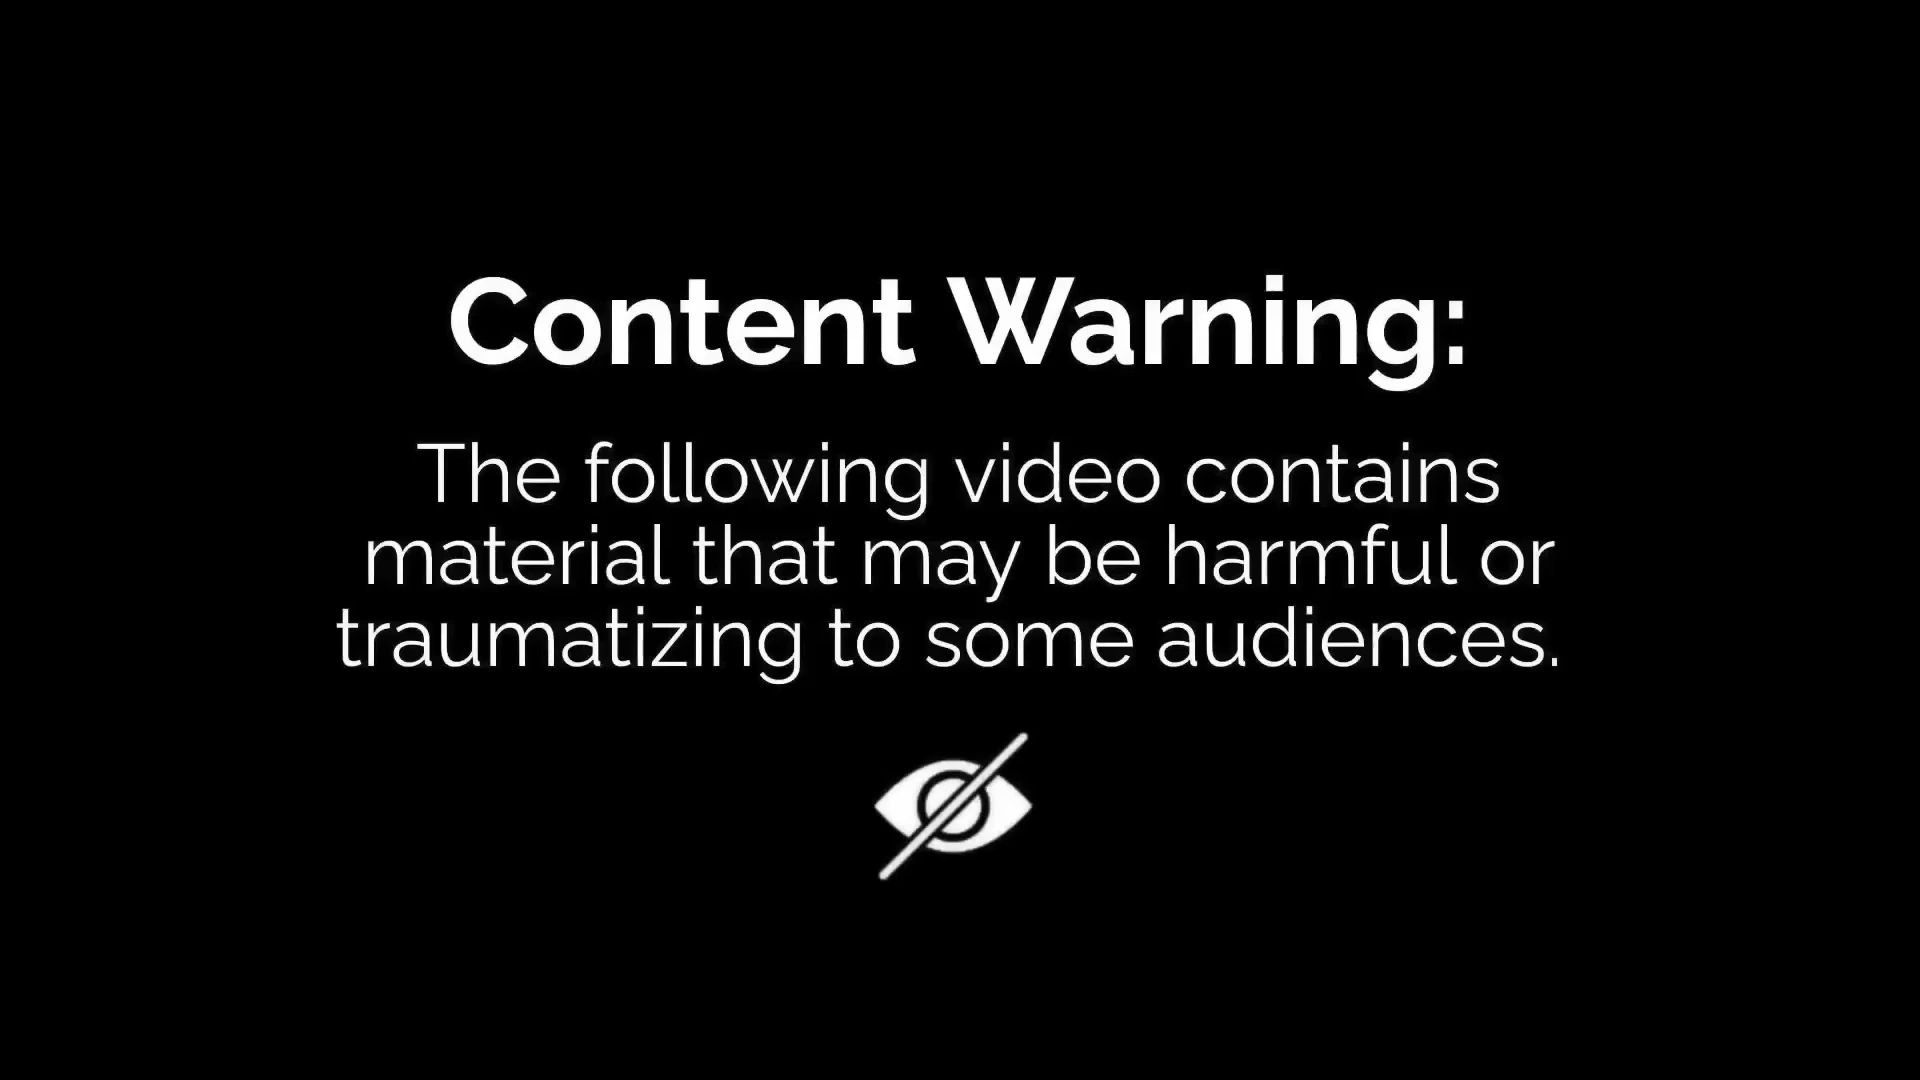 Content Warning:
The following video contains
material that may be harmful or
traumatizing to some audiences.